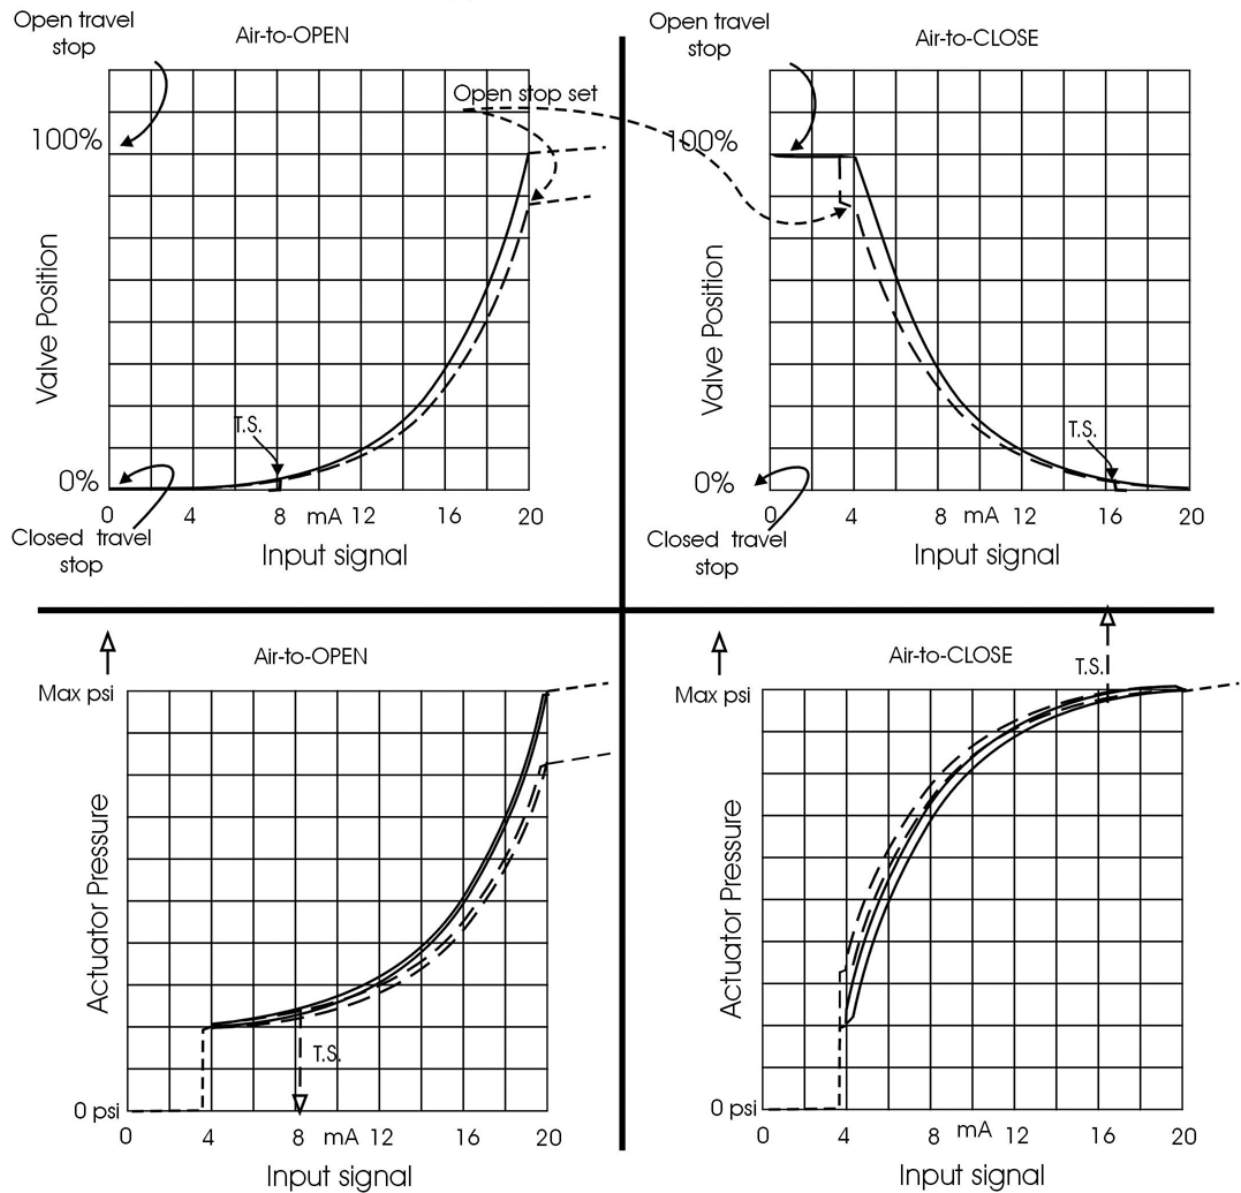 Open travel
stop
Air-to-OPEN
Open stop set
100%
Valve Position
T.S.
0%
0 4 8 mA 12 16 20
Closed travel
stop
Input signal
Open travel
stop
Air-to-CLOSE
100%
Valve Position
T.S.
0%
0 4 8 mA 12 16 20
Closed travel
stop
Input signal
Air-to-OPEN
Max psi
Actuator Pressure
T.S.
0 psi
0 4 8 mA 12 16 20
Input signal
Air-to-CLOSE
T.S.
Max psi
Actuator Pressure
0 psi
0 4 8 mA 12 16 20
Input signal